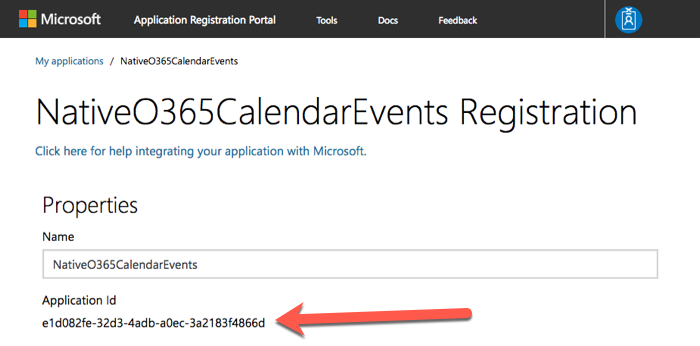 Microsoft Application Registration Portal Tools Docs Feedback
My applications / NativeO365CalendarEvents
NativeO365CalendarEvents Registration
Click here for help integrating your application with Microsoft.
Properties
Name
NativeO365CalendarEvents
Application Id
e1d082fe-32d3-4adb-a0ec-3a2183f4866d